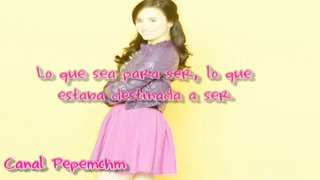 Lo que sea para ser, lo que
estaba destinada a ser.
Canal Pepemchm